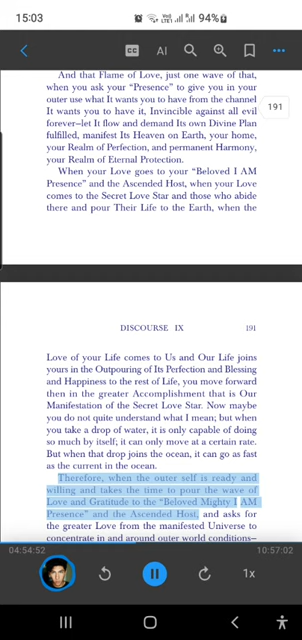 15:03
94%
CC
AI
And that Flame of Love, just one wave of that,
when you ask your “Presence” to give you in your
outer use what It wants you to have from the channel
It wants you to have it, Invincible against all evil
forever–let It flow and demand Its own Divine Plan
fulfilled, manifest Its Heaven on Earth, your home,
your Realm of Perfection, and permanent Harmony,
your Realm of Eternal Protection.
191
When your Love goes to your “Beloved I AM
Presence” and the Ascended Host, when your Love
comes to the Secret Love Star and those who abide
there and pour Their Life to the Earth, when the
DISCOURSE IX 191
Love of your Life comes to Us and Our Life joins
yours in the Outpouring of Its Perfection and Blessing
and Happiness to the rest of Life, you move forward
then in the greater Accomplishment that is Our
Manifestation of the Secret Love Star. Now maybe
you do not quite understand what I mean; but when
you take a drop of water, it is only capable of doing
so much by itself; it can only move at a certain rate.
But when that drop joins the ocean, it can go as fast
as the current in the ocean.
Therefore, when the outer self is ready and
willing and takes the time to pour the wave of
Love and Gratitude to the “Beloved Mighty I AM
Presence” and the Ascended Host, and asks for
the greater Love from the manifested Universe to
concentrate in and around outer world conditions–
04:54:52 10:57:02
1x